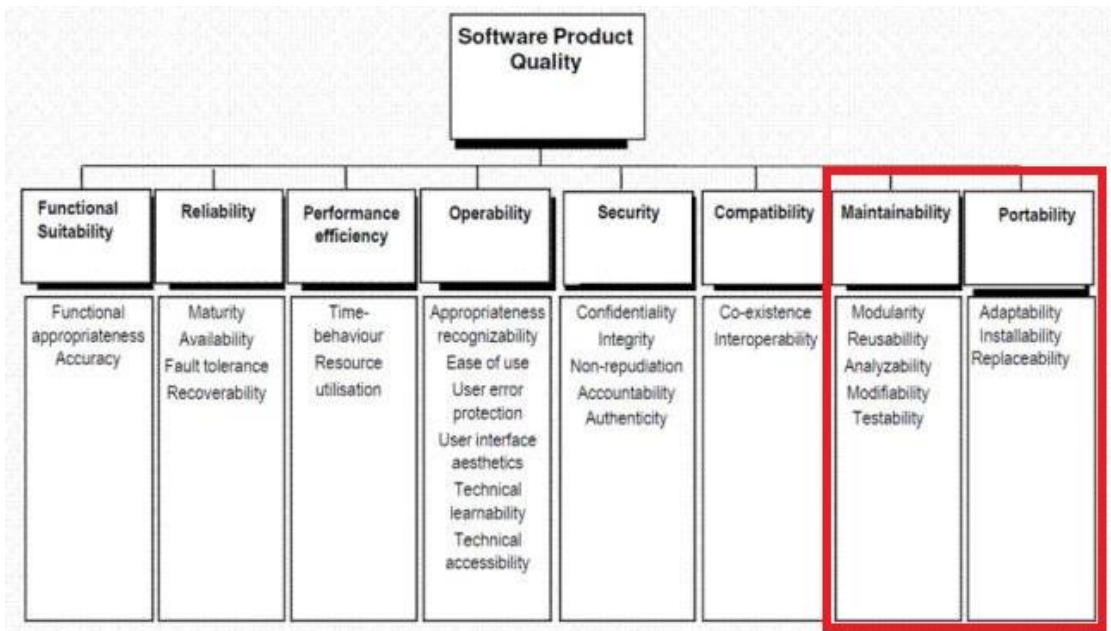 Software Product
Quality
Functional
Suitability
Reliability
Performance
efficiency
Operability
Security
Compatibility
Maintainability
Portability
Functional
appropriateness
Accuracy
Maturity
Availability
Fault tolerance
Recoverability
Time-
behaviour
Resource
utilisation
Appropriateness
recognizability
Ease of use
User error
protection
User interface
aesthetics
Technical
learnability
Technical
accessibility
Confidentiality
Integrity
Non-repudiation
Accountability
Authenticity
Co-existence
Interoperability
Modularity
Reusability
Analyzability
Modifiability
Testability
Adaptability
Installability
Replaceability